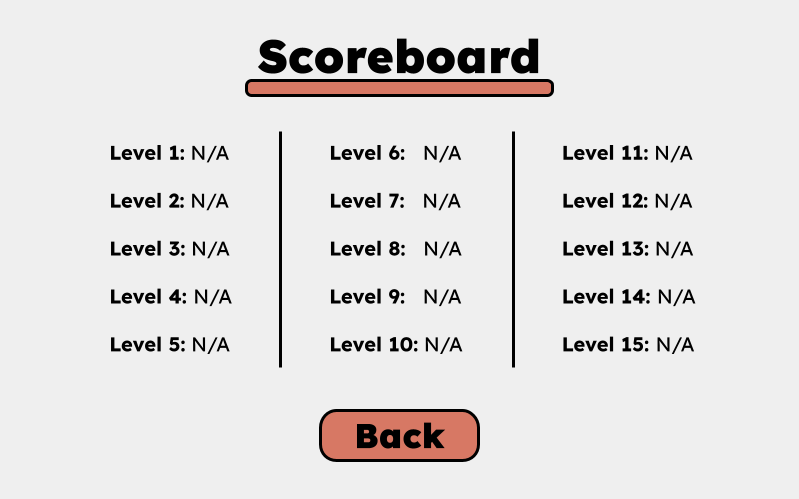 Scoreboard
Level 1: N/A
Level 2: N/A
Level 3: N/A
Level 4: N/A
Level 5: N/A
Level 6: N/A
Level 7: N/A
Level 8: N/A
Level 9: N/A
Level 10: N/A
Level 11: N/A
Level 12: N/A
Level 13: N/A
Level 14: N/A
Level 15: N/A
Back